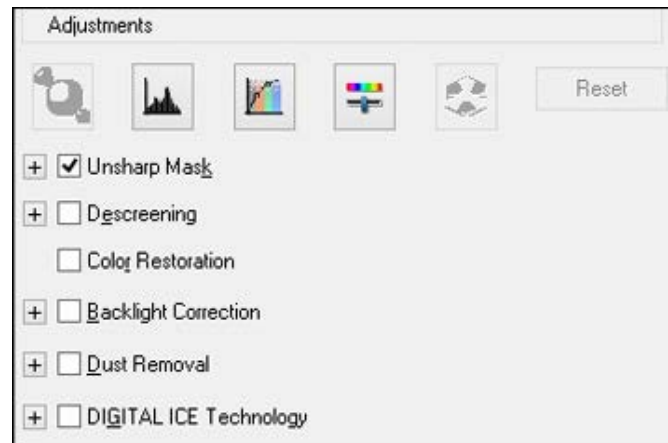 Adjustments
Reset
Unsharp Mask
Descreening
Color Restoration
Backlight Correction
Dust Removal
DIGITAL ICE Technology